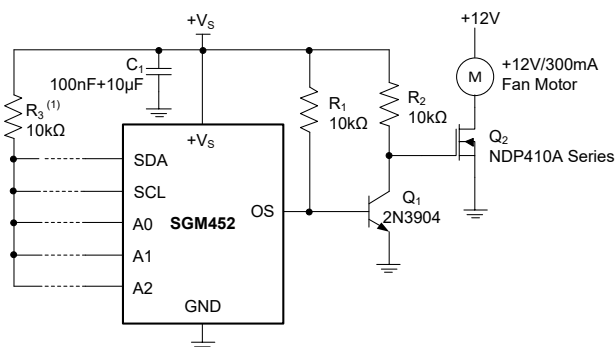 +VS
+12V
C1
100nF+10μF
+12V/300mA
Fan Motor
M
R3 (1)
10kΩ
R1
10kΩ
R2
10kΩ
+VS
Q2
NDP410A Series
SDA
SCL
A0
SGM452
OS
Q1
2N3904
A1
A2
GND